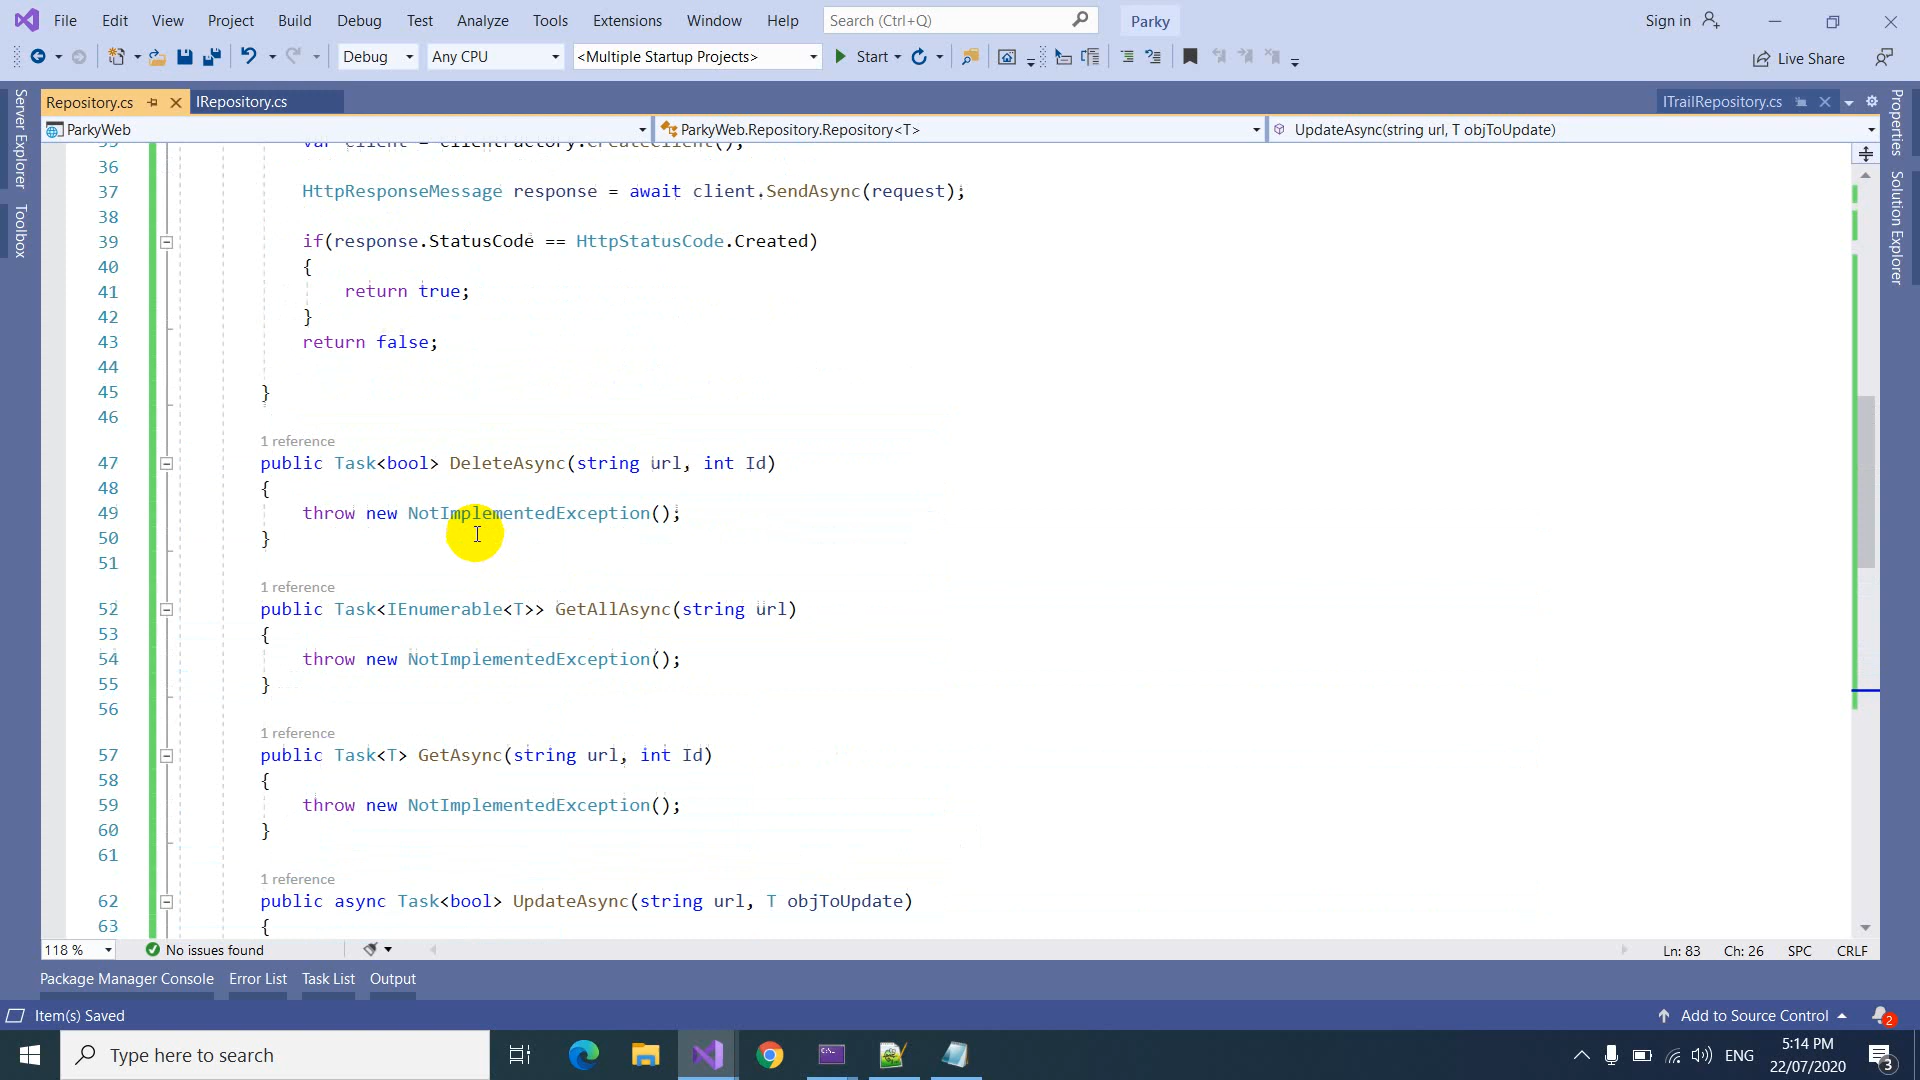 File Edit View Project Build Debug Test Analyze Tools Extensions Window Help Search (Ctrl+Q) Parky Sign in
Debug Any CPU <Multiple Startup Projects> Start Live Share
Server Explorer
Toolbox
Repository.cs IRepository.cs ITrailRepository.cs
ParkyWeb ParkyWeb.Repository.Repository<T> UpdateAsync(string url, T objToUpdate)
Properties
Solution Explorer
35 var client = clientFactory.CreateClient();
36
37 HttpResponseMessage response = await client.SendAsync(request);
38
39 if(response.StatusCode == HttpStatusCode.Created)
40 {
41 return true;
42 }
43 return false;
44
45 }
46
1 reference
47 public Task<bool> DeleteAsync(string url, int Id)
48 {
49 throw new NotImplementedException();
50 }
51
1 reference
52 public Task<IEnumerable<T>> GetAllAsync(string url)
53 {
54 throw new NotImplementedException();
55 }
56
1 reference
57 public Task<T> GetAsync(string url, int Id)
58 {
59 throw new NotImplementedException();
60 }
61
1 reference
62 public async Task<bool> UpdateAsync(string url, T objToUpdate)
63 {
118 % No issues found Ln: 83 Ch: 26 SPC CRLF
Package Manager Console Error List Task List Output
Item(s) Saved Add to Source Control 2
Type here to search ENG 5:14 PM
22/07/2020 3